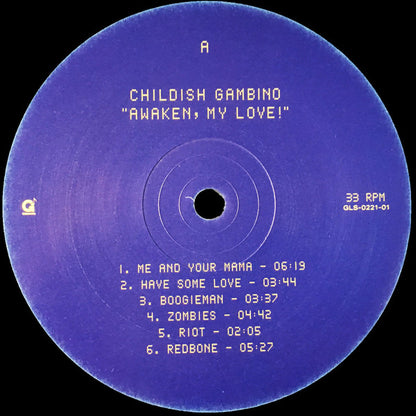 A
CHILDISH GAMBINO
"AWAKEN, MY LOVE!"
G
33 RPM
GLS-0221-01
1. ME AND YOUR MAMA - 06:19
2. HAVE SOME LOVE - 03:44
3. BOOGIEMAN - 03:37
4. ZOMBIES - 04:42
5. RIOT - 02:05
6. REDBONE - 05:27